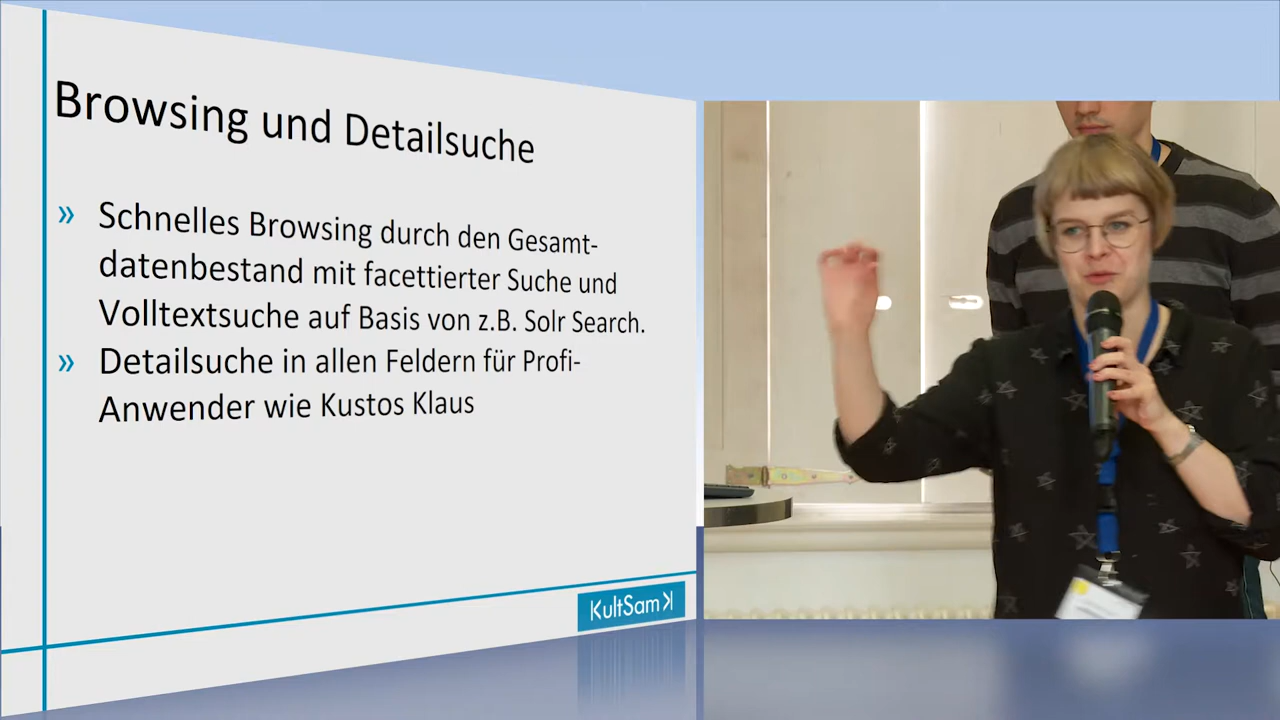 Browsing und Detailsuche
» Schnelles Browsing durch den Gesamt-
datenbestand mit facettierter Suche und
Volltextsuche auf Basis von z.B. Solr Search.
» Detailsuche in allen Feldern für Profi-
Anwender wie Kustos Klaus
KultSam